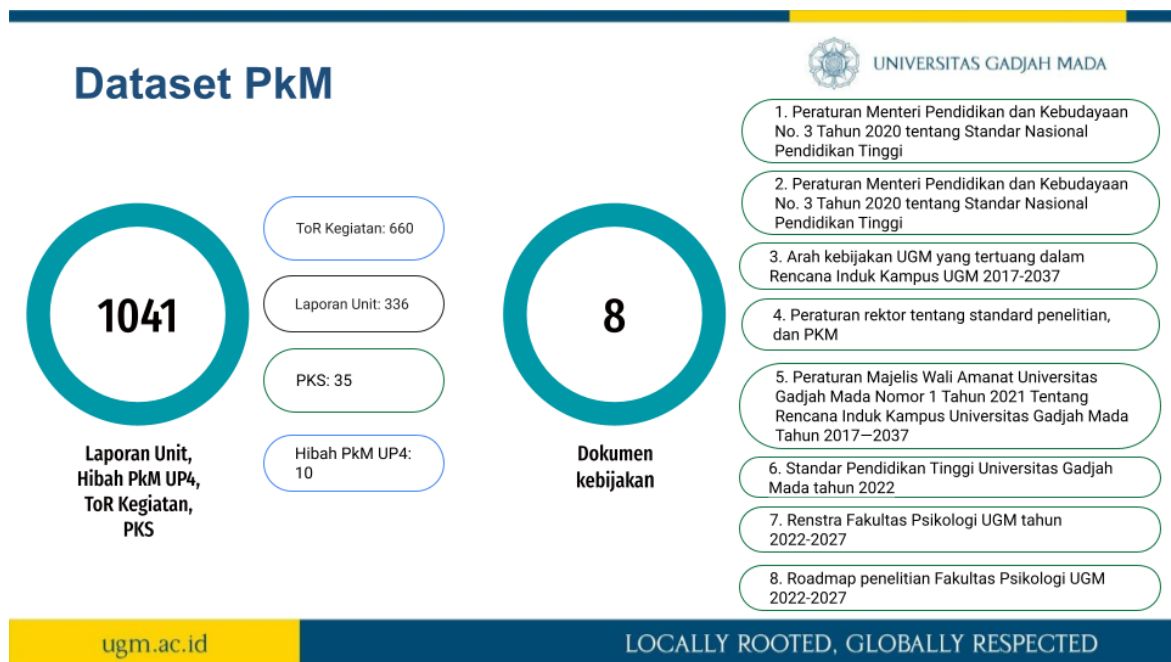 UNIVERSITAS GADJAH MADA
Dataset PkM
1041
Laporan Unit,
Hibah PkM UP4,
ToR Kegiatan,
PKS
ToR Kegiatan: 660
Laporan Unit: 336
PKS: 35
Hibah PkM UP4:
10
8
Dokumen
kebijakan
1. Peraturan Menteri Pendidikan dan Kebudayaan
No. 3 Tahun 2020 tentang Standar Nasional
Pendidikan Tinggi
2. Peraturan Menteri Pendidikan dan Kebudayaan
No. 3 Tahun 2020 tentang Standar Nasional
Pendidikan Tinggi
3. Arah kebijakan UGM yang tertuang dalam
Rencana Induk Kampus UGM 2017-2037
4. Peraturan rektor tentang standard penelitian,
dan PKM
5. Peraturan Majelis Wali Amanat Universitas
Gadjah Mada Nomor 1 Tahun 2021 Tentang
Rencana Induk Kampus Universitas Gadjah Mada
Tahun 2017—2037
6. Standar Pendidikan Tinggi Universitas Gadjah
Mada tahun 2022
7. Renstra Fakultas Psikologi UGM tahun
2022-2027
8. Roadmap penelitian Fakultas Psikologi UGM
2022-2027
ugm.ac.id
LOCALLY ROOTED, GLOBALLY RESPECTED